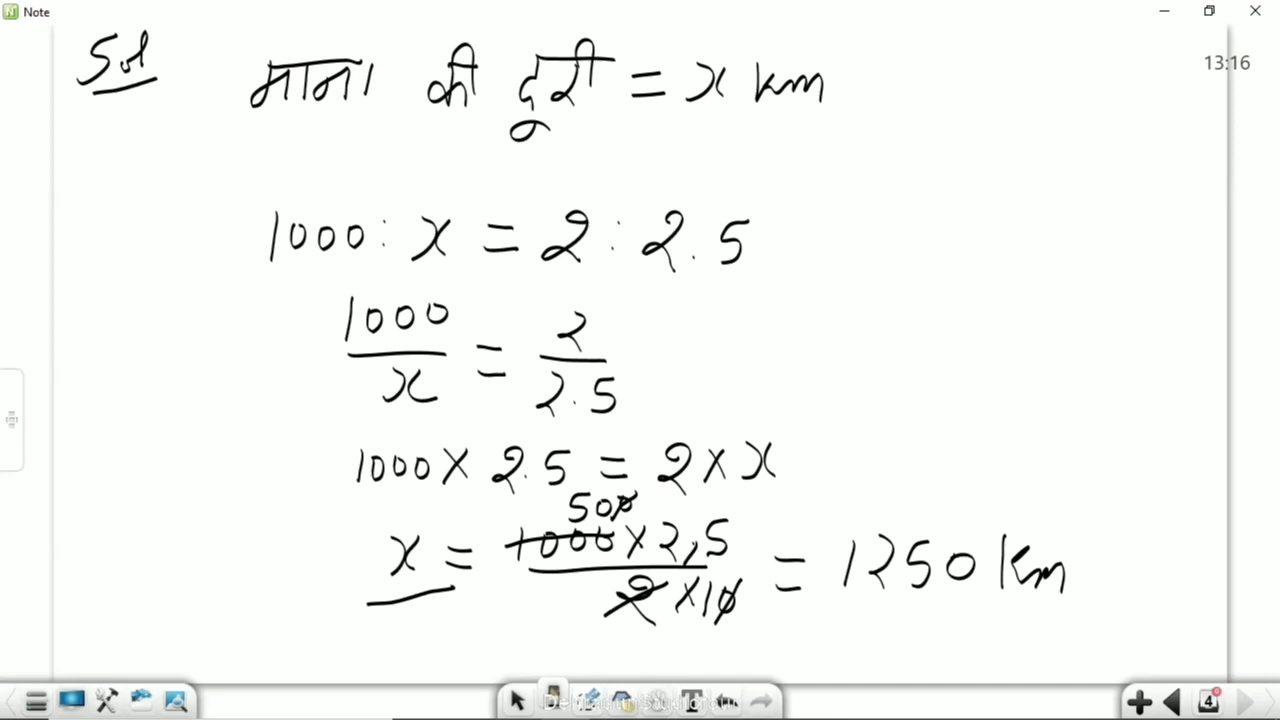 Note
13:16
Sol माना की दुरी = x km
1000 : x = 2 : 2.5
1000/x = 2/2.5
1000 × 2.5 = 2 × x
500
x = 1000 × 2,5 / 2 × 10 = 1250 km
4